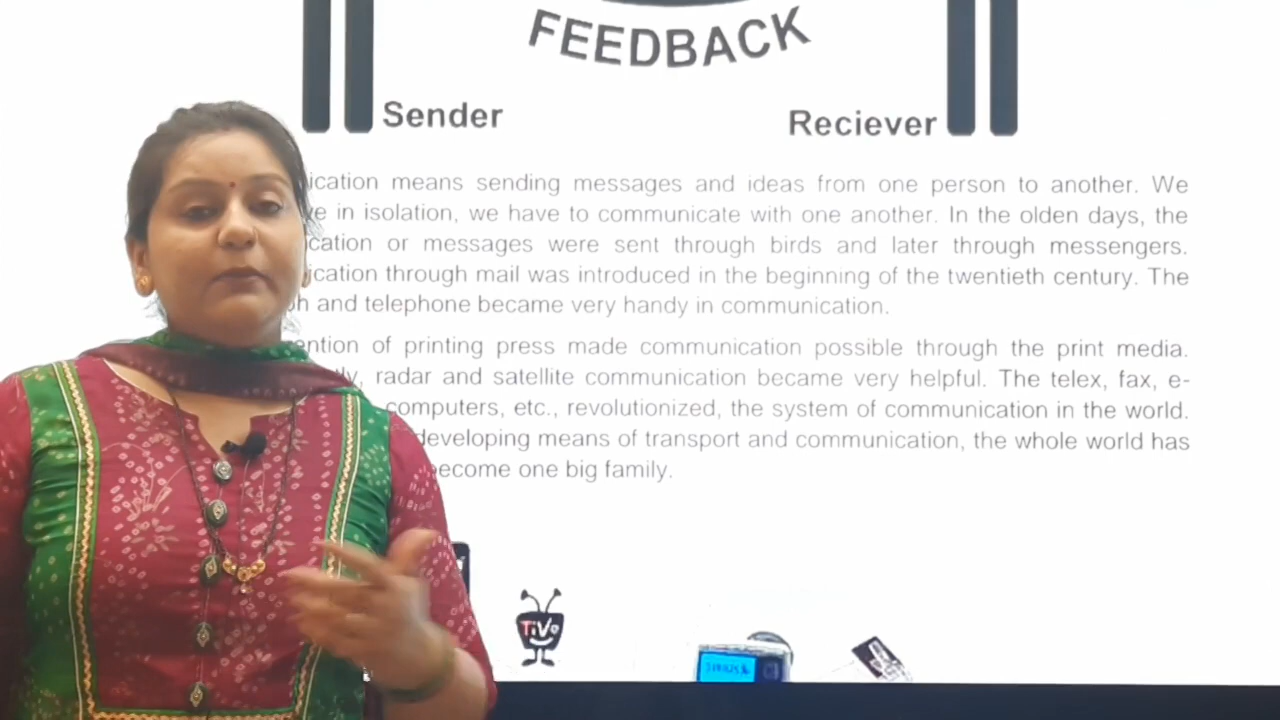 FEEDBACK
Sender
Reciever
ication means sending messages and ideas from one person to another. We
ve in isolation, we have to communicate with one another. In the olden days, the
cation or messages were sent through birds and later through messengers.
ication through mail was introduced in the beginning of the twentieth century. The
h and telephone became very handy in communication.
ention of printing press made communication possible through the print media.
tly, radar and satellite communication became very helpful. The telex, fax, e-
computers, etc., revolutionized, the system of communication in the world.
developing means of transport and communication, the whole world has
become one big family.
TiVo
SIRIUS